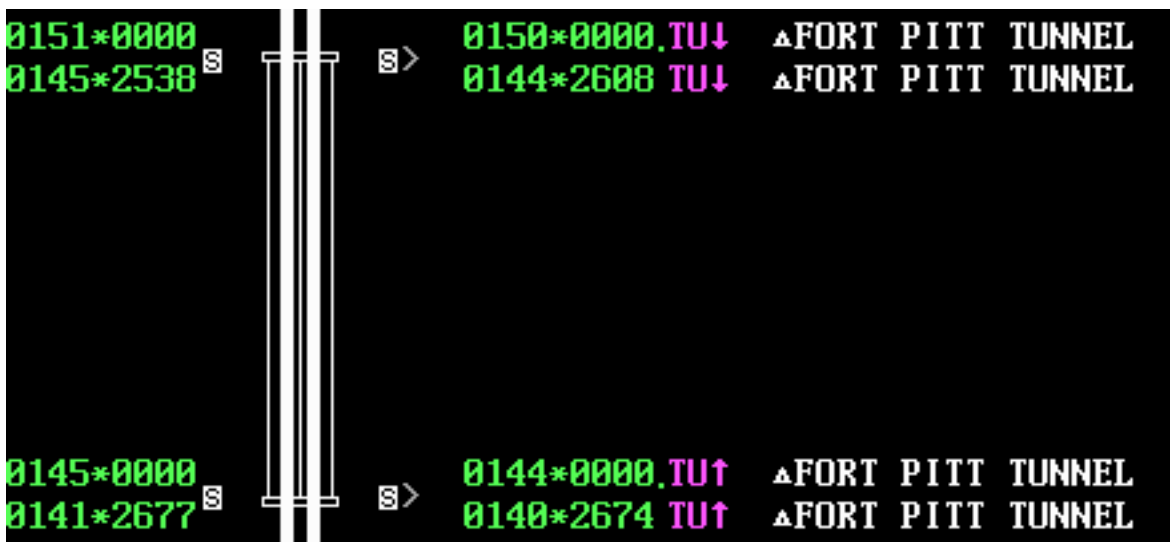 0151*0000 S S> 0150*0000.TU↓ ▵FORT PITT TUNNEL
0145*2538 0144*2608 TU↓ ▵FORT PITT TUNNEL
0145*0000 S S> 0144*0000.TU↑ ▵FORT PITT TUNNEL
0141*2677 0140*2674 TU↑ ▵FORT PITT TUNNEL